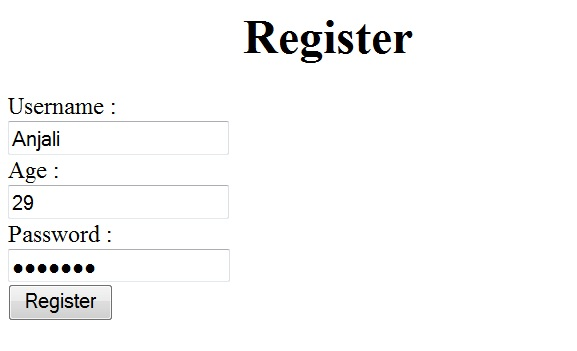 Register
Username :
Anjali
Age :
29
Password :
●●●●●●●
Register